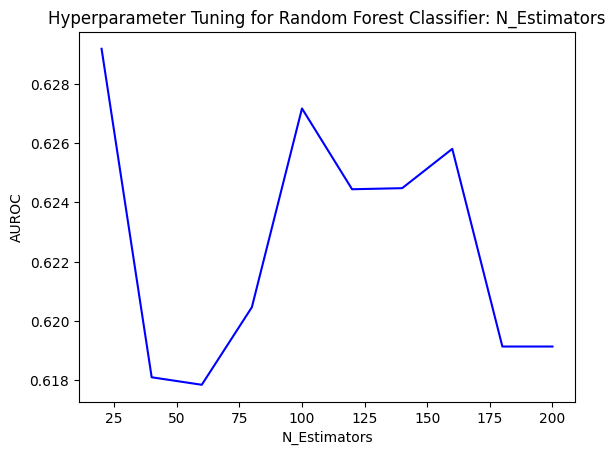 Hyperparameter Tuning for Random Forest Classifier: N_Estimators
0.628
0.626
0.624
0.622
0.620
0.618
AUROC
25 50 75 100 125 150 175 200
N_Estimators